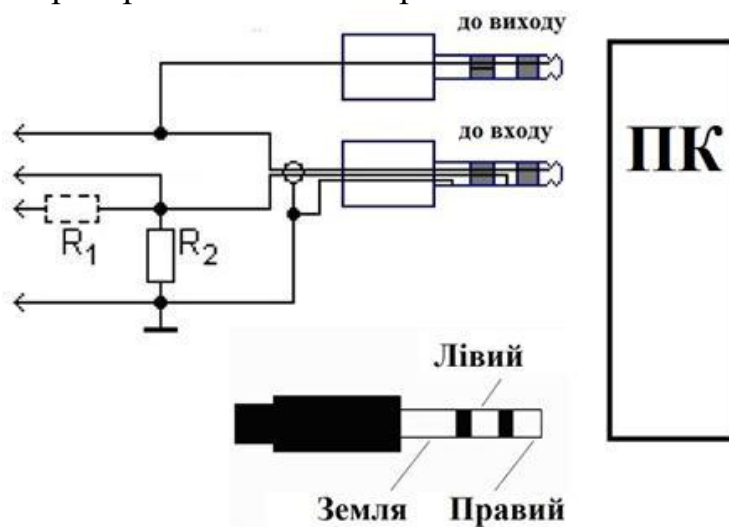 до виходу
до входу
ПК
R1
R2
Лівий
Земля Правий